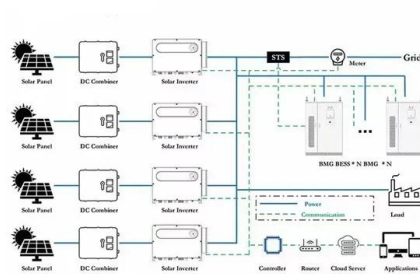 STS
Meter
Grid
Solar Panel
DC Combiner
Solar Inverter
Solar Panel
DC Combiner
Solar Inverter
BMG BESS * N BMG * N
Solar Panel
DC Combiner
Solar Inverter
Power
Communication
Load
Solar Panel
DC Combiner
Solar Inverter
Controller
Router
Cloud Server
Applications